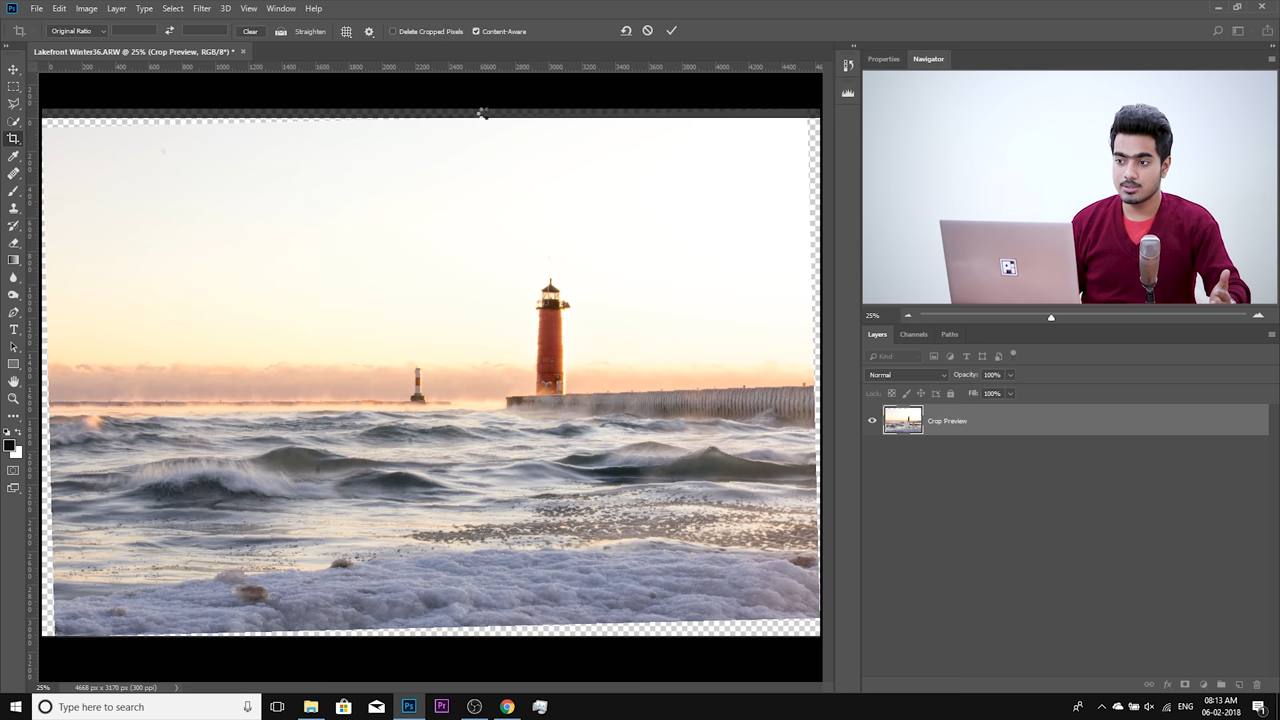 Ps File Edit Image Layer Type Select Filter 3D View Window Help
Original Ratio Clear Straighten Delete Cropped Pixels Content-Aware
Lakefront Winter36.ARW @ 25% (Crop Preview, RGB/8*) * ×
Properties Navigator
25%
Layers Channels Paths
Kind
Normal Opacity: 100%
Lock: Fill: 100%
Crop Preview
25% 4668 px x 3170 px (300 ppi)
Type here to search
Ps Pr
ENG
08:13 AM
06-02-2018